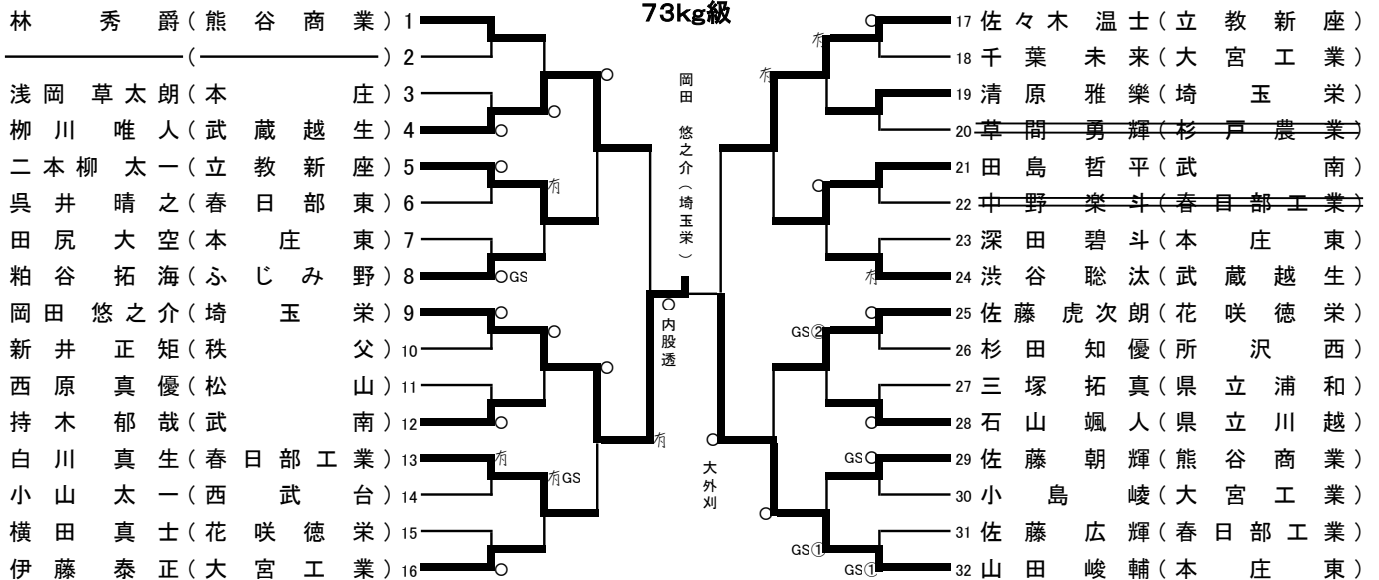 73kg級
林 秀爵(熊谷商業) 1
( ) 2
浅岡 草太朗(本 庄) 3
柳川 唯人(武蔵越生) 4
二本柳 太一(立教新座) 5
呉井 晴之(春日部東) 6
田尻 大空(本庄東) 7
粕谷 拓海(ふじみ野) 8
岡田 悠之介(埼玉栄) 9
新井 正矩(秩父) 10
西原 真優(松山) 11
持木 郁哉(武南) 12
白川 真生(春日部工業) 13
小山 太一(西武台) 14
横田 真士(花咲徳栄) 15
伊藤 泰正(大宮工業) 16
○
○
○
○
有
○GS
○
○
○
○
有
有GS
○
有
岡田 悠之介(埼玉栄)
○
内股透
○
大外刈
○
有
有
○
有
○
GS②
○
GS○
○
GS①
GS①
17 佐々木 温士(立教新座)
18 千葉 未来(大宮工業)
19 清原 雅樂(埼玉栄)
20 草間 勇輝(杉戸農業)
21 田島 哲平(武南)
22 中野 楽斗(春日部工業)
23 深田 碧斗(本庄東)
24 渋谷 聡汰(武蔵越生)
25 佐藤 虎次朗(花咲徳栄)
26 杉田 知優(所沢西)
27 三塚 拓真(県立浦和)
28 石山 颯人(県立川越)
29 佐藤 朝輝(熊谷商業)
30 小島 崚(大宮工業)
31 佐藤 広輝(春日部工業)
32 山田 峻輔(本庄東)